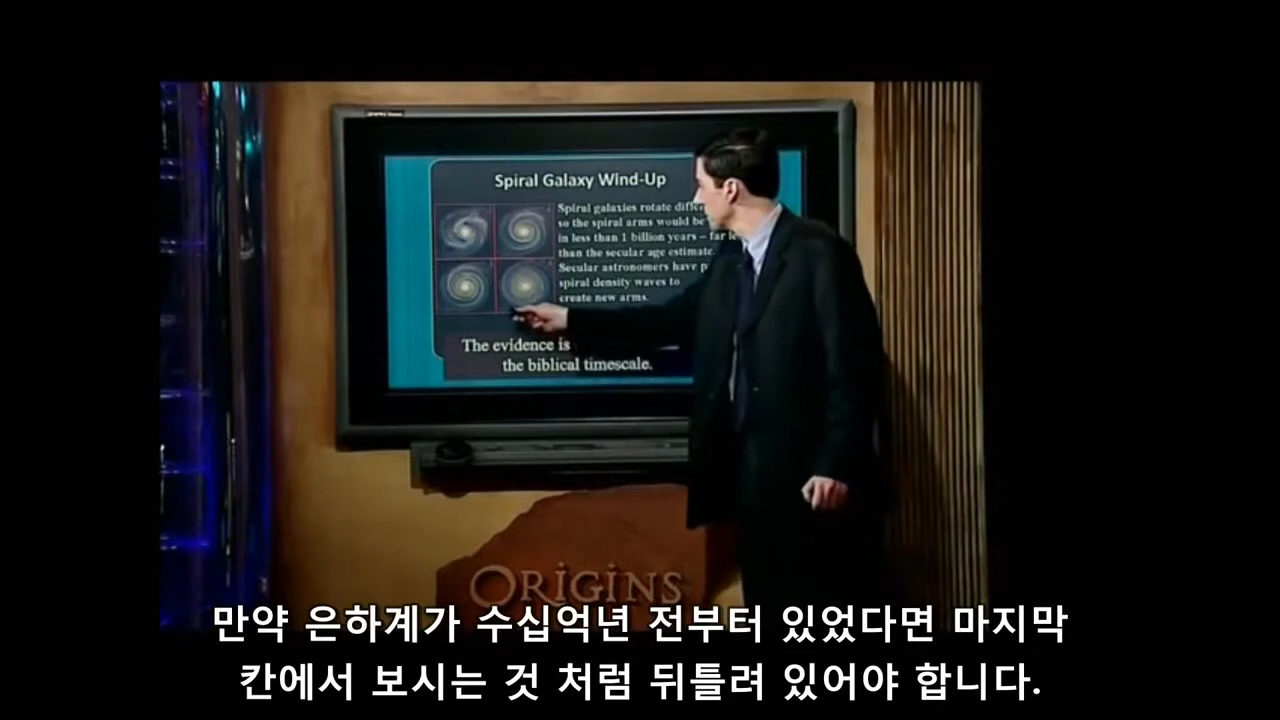 Spiral Galaxy Wind-Up
Spiral galaxies rotate
so the spiral arms would be
in less than 1 billion years – far
than the secular age estimate.
Secular astronomers have
spiral density waves to
create new arms.
The evidence is
the biblical timescale.
ORIGINS
만약 은하계가 수십억년 전부터 있었다면 마지막
칸에서 보시는 것 처럼 뒤틀려 있어야 합니다.